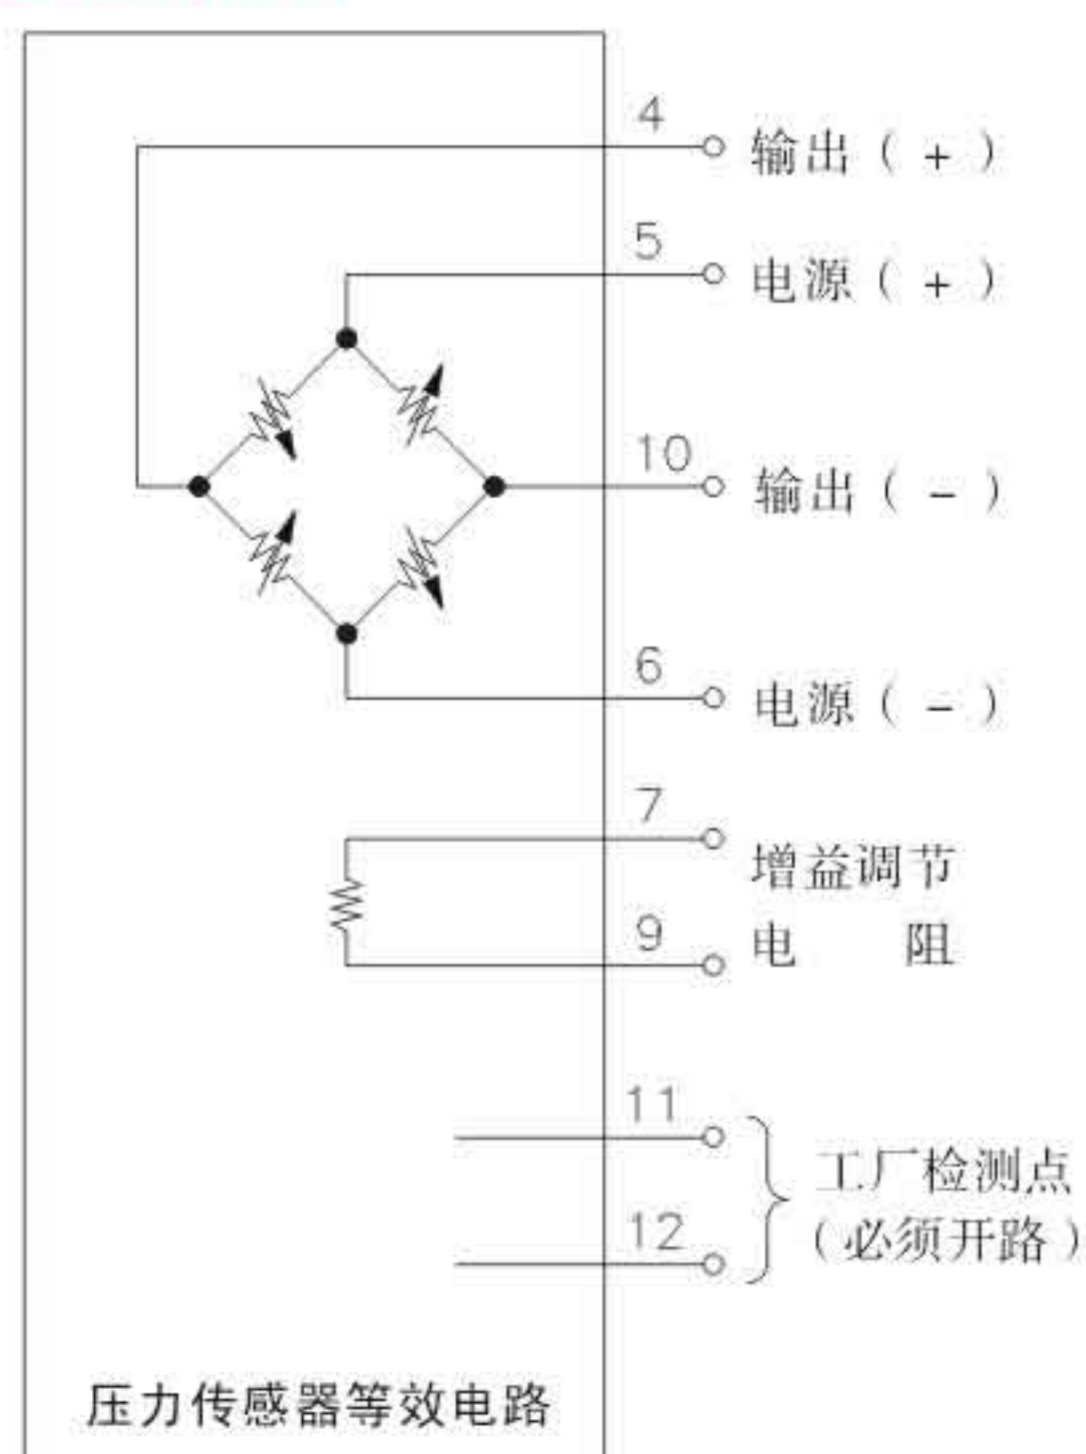 4
输出（+）
5
电源（+）
10
输出（-）
6
电源（-）
7
增益调节
9
电 阻
11
工厂检测点
12
（必须开路）
压力传感器等效电路